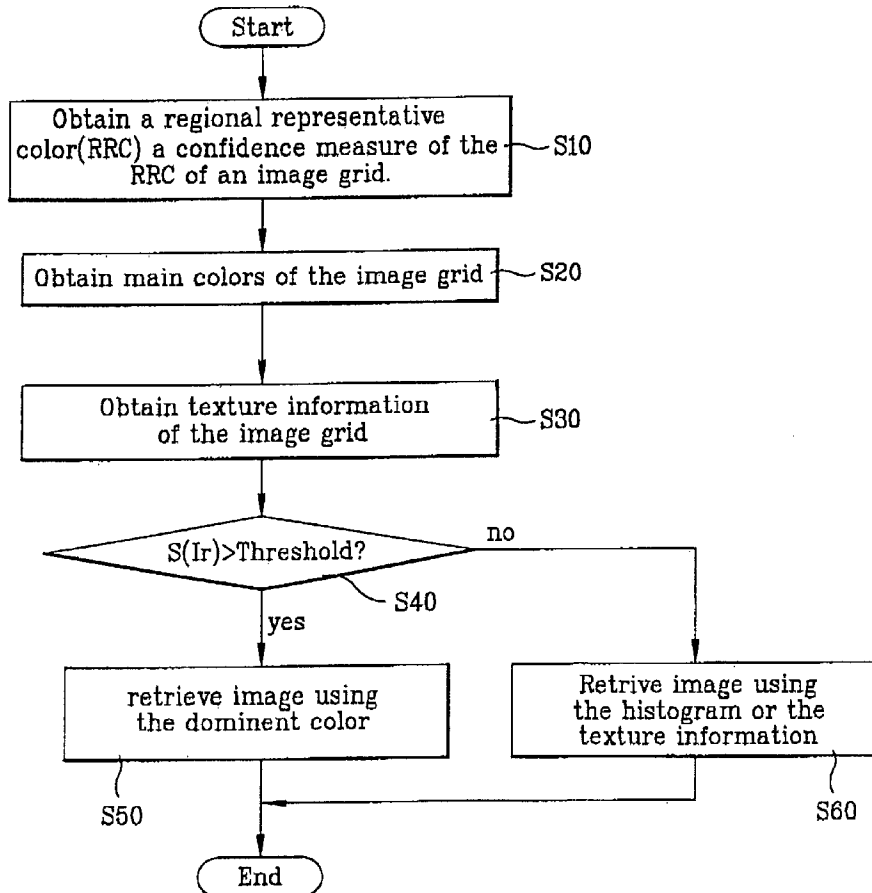 Start
Obtain a regional representative
color(RRC) a confidence measure of the
RRC of an image grid.
S10
Obtain main colors of the image grid
S20
Obtain texture information
of the image grid
S30
S(Ir)>Threshold?
no
S40
yes
retrieve image using
the dominent color
S50
Retrive image using
the histogram or the
texture information
S60
End